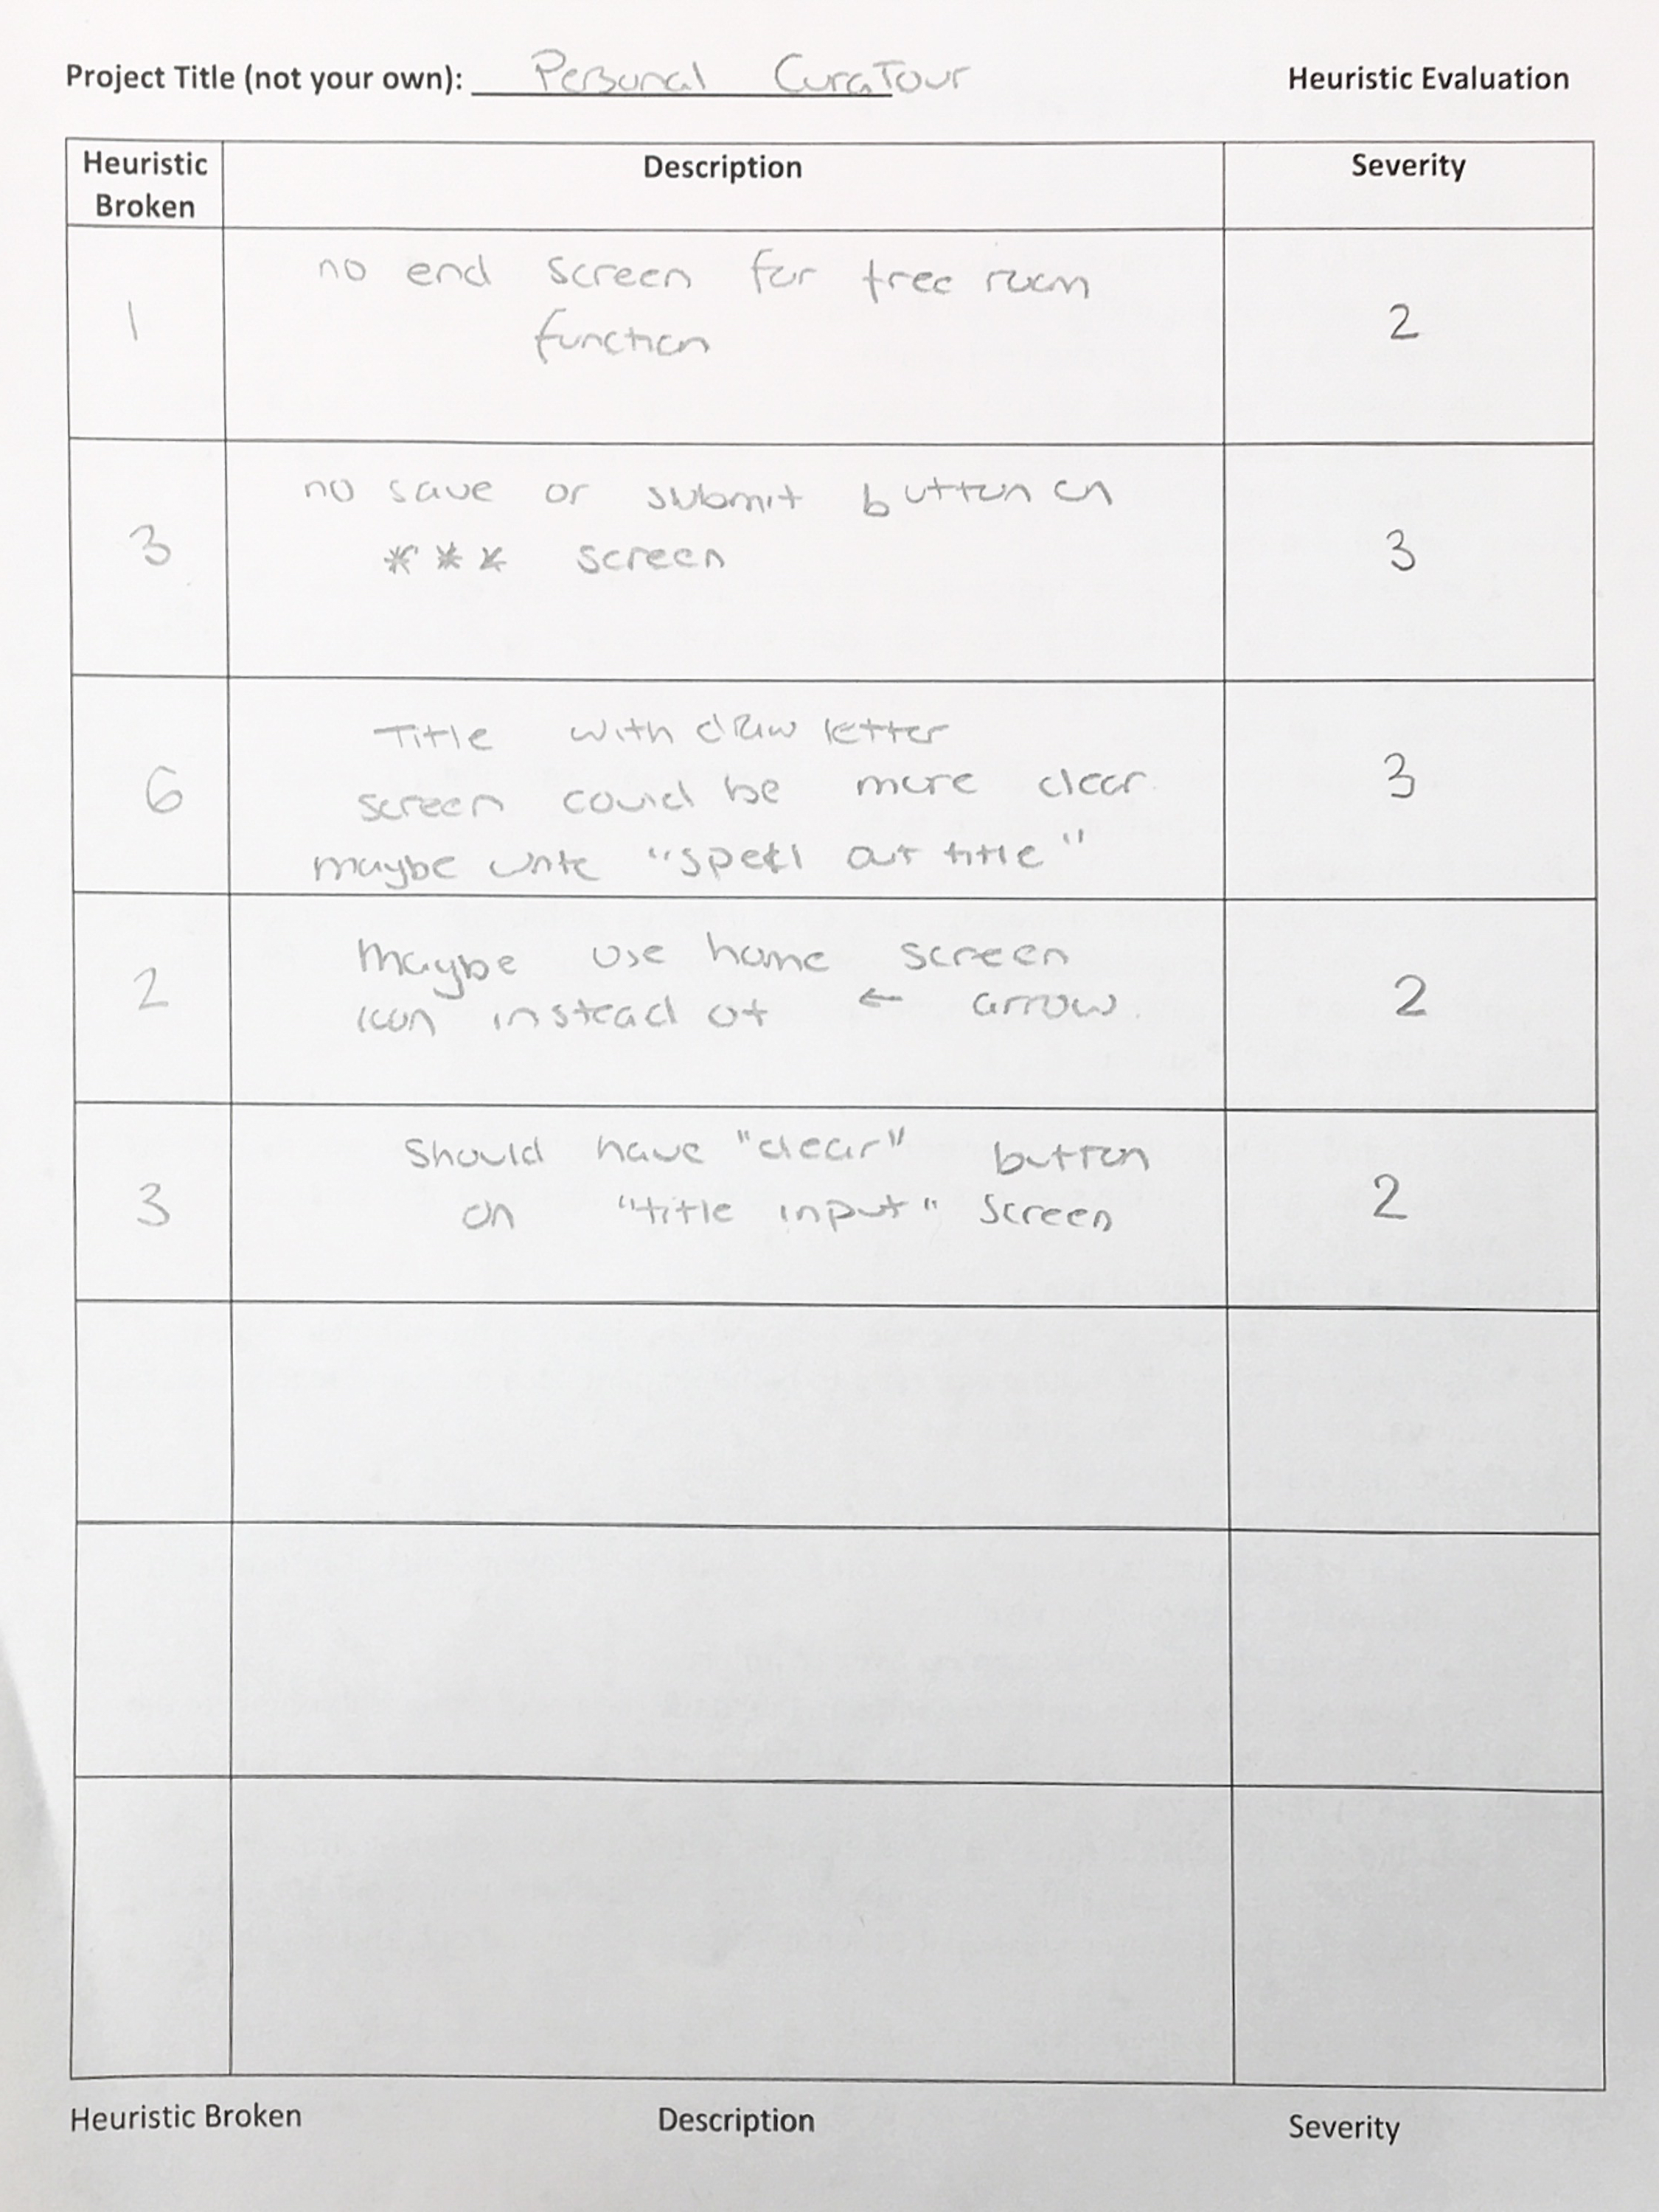 Project Title (not your own): Personal CuraTour
Heuristic Evaluation
Heuristic Broken
Description
Severity
1
no end screen for free roam
function
2
3
no save or submit button on
*** screen
3
6
Title with draw letter
screen could be more clear.
maybe write "spell out title"
3
2
Maybe use home screen
icon instead of ← arrow.
2
3
Should have "clear" button
on "title input" screen
2
Heuristic Broken
Description
Severity